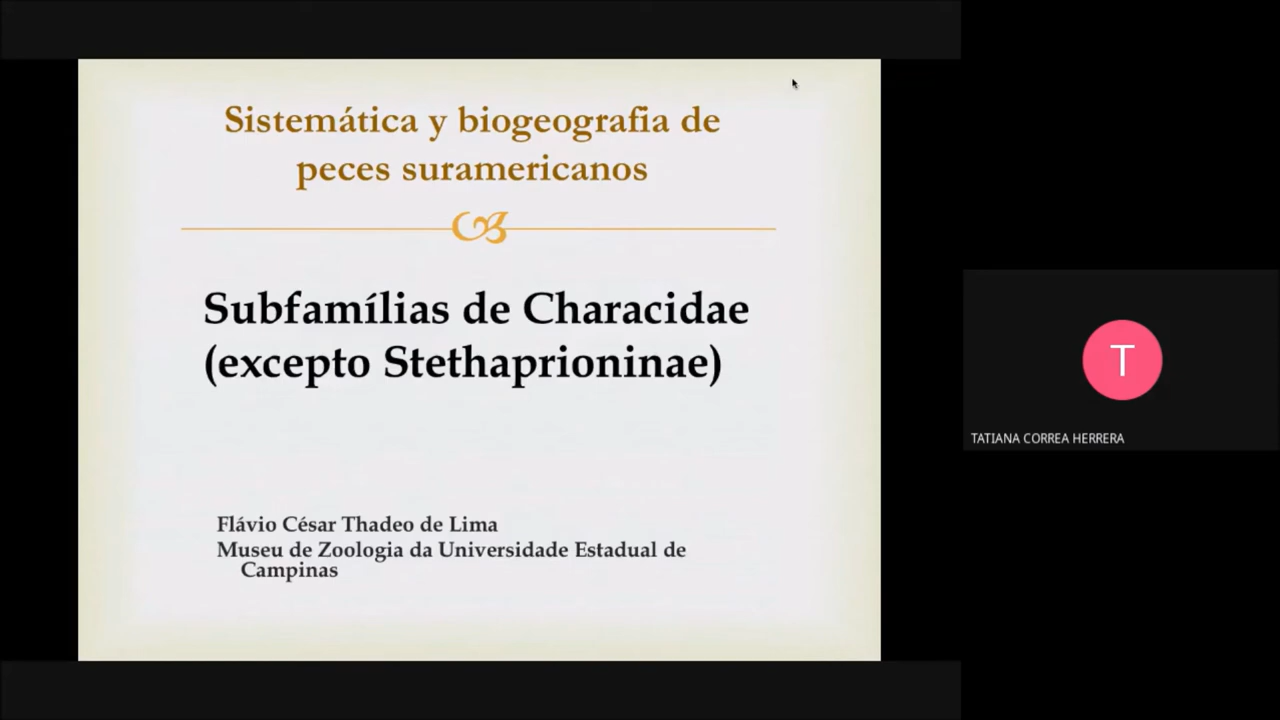 Sistemática y biogeografia de
peces suramericanos
Subfamílias de Characidae
(excepto Stethaprioninae)
Flávio César Thadeo de Lima
Museu de Zoologia da Universidade Estadual de
Campinas
T
TATIANA CORREA HERRERA